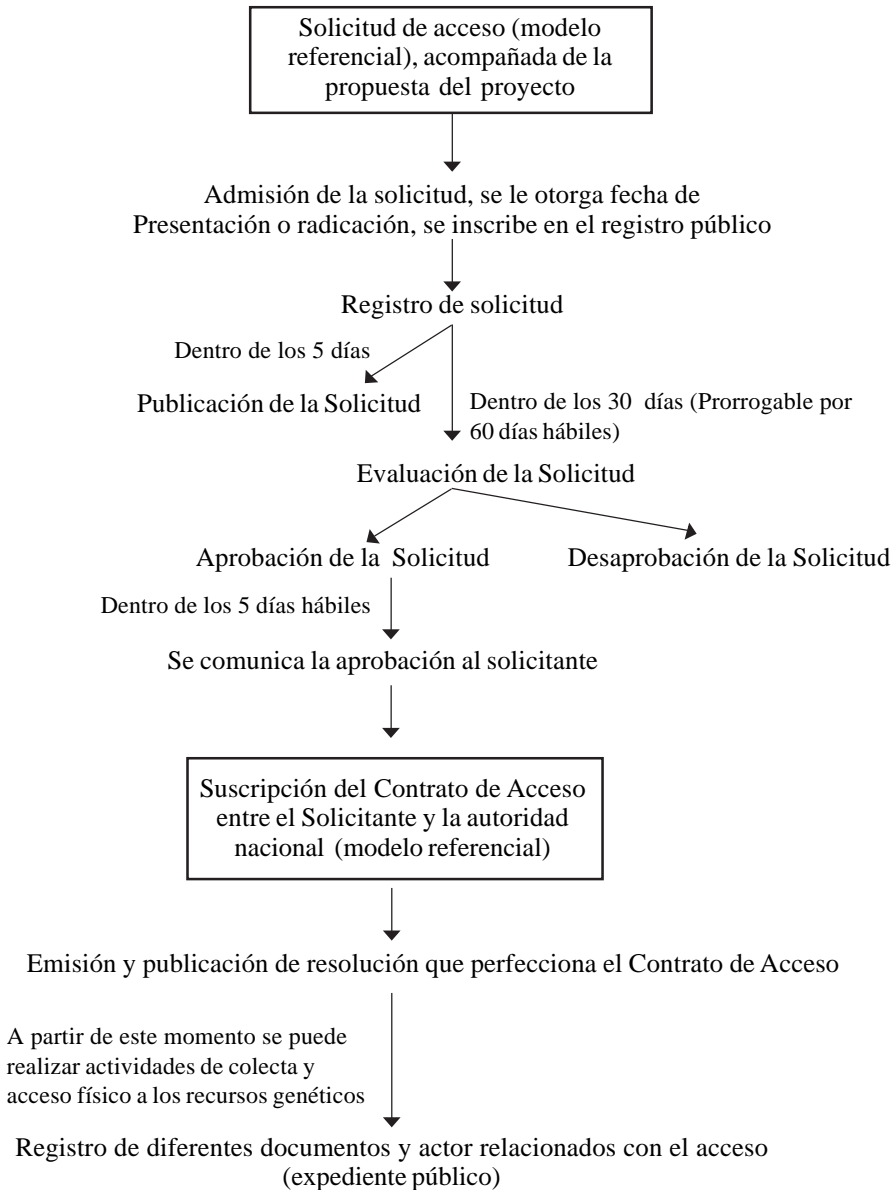 Solicitud de acceso (modelo
referencial), acompañada de la
propuesta del proyecto
Admisión de la solicitud, se le otorga fecha de
Presentación o radicación, se inscribe en el registro público
Registro de solicitud
Dentro de los 5 días
Publicación de la Solicitud
Dentro de los 30 días (Prorrogable por
60 días hábiles)
Evaluación de la Solicitud
Aprobación de la Solicitud
Desaprobación de la Solicitud
Dentro de los 5 días hábiles
Se comunica la aprobación al solicitante
Suscripción del Contrato de Acceso
entre el Solicitante y la autoridad
nacional (modelo referencial)
Emisión y publicación de resolución que perfecciona el Contrato de Acceso
A partir de este momento se puede
realizar actividades de colecta y
acceso físico a los recursos genéticos
Registro de diferentes documentos y actor relacionados con el acceso
(expediente público)